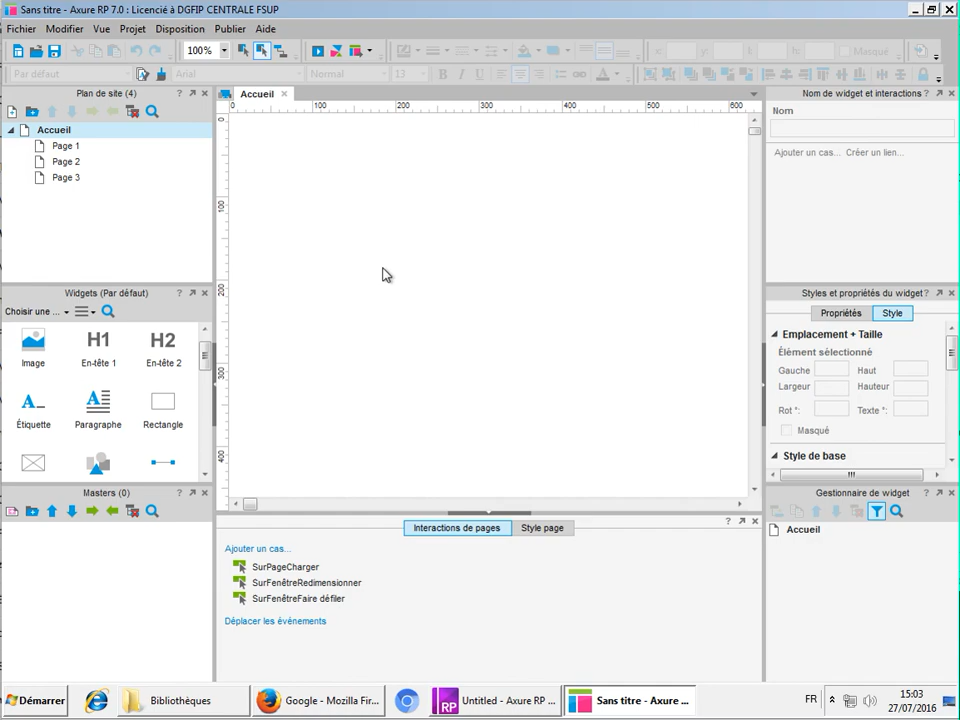 Sans titre - Axure RP 7.0 : Licencié à DGFIP CENTRALE FSUP
Fichier Modifier Vue Projet Disposition Publier Aide
100% x: y: l: h: Masqué
Par défaut Arial Normal 13
Plan de site (4)
Accueil
Page 1
Page 2
Page 3
Accueil
0 100 200 300 400 500 600
0
100
200
300
400
Widgets (Par défaut)
Choisir une ...
Image
H1
En-tête 1
H2
En-tête 2
Étiquette
Paragraphe
Rectangle
Masters (0)
Interactions de pages Style page
Ajouter un cas...
SurPageCharger
SurFenêtreRedimensionner
SurFenêtreFaire défiler
Déplacer les événements
Nom de widget et interactions
Nom
Ajouter un cas... Créer un lien...
Styles et propriétés du widget
Propriétés Style
Emplacement + Taille
Élément sélectionné
Gauche Haut
Largeur Hauteur
Rot °: Texte °:
Masqué
Style de base
Gestionnaire de widget
Accueil
Démarrer
Bibliothèques
Google - Mozilla Fir...
Untitled - Axure RP ...
Sans titre - Axure ...
FR
15:03
27/07/2016